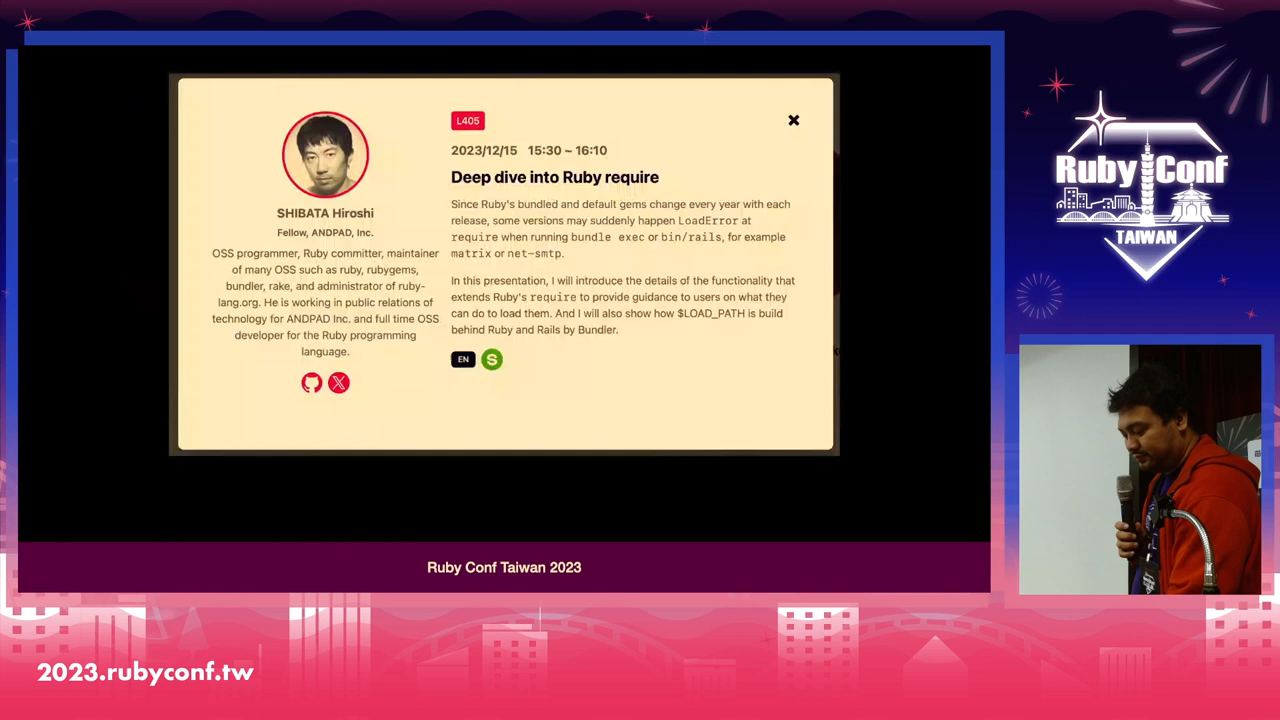 L405
2023/12/15 15:30 ~ 16:10
Deep dive into Ruby require
Since Ruby's bundled and default gems change every year with each
release, some versions may suddenly happen LoadError at
require when running bundle exec or bin/rails, for example
matrix or net-smtp.
In this presentation, I will introduce the details of the functionality that
extends Ruby's require to provide guidance to users on what they
can do to load them. And I will also show how $LOAD_PATH is build
behind Ruby and Rails by Bundler.
EN
S
SHIBATA Hiroshi
Fellow, ANDPAD, Inc.
OSS programmer, Ruby committer, maintainer
of many OSS such as ruby, rubygems,
bundler, rake, and administrator of ruby-
lang.org. He is working in public relations of
technology for ANDPAD Inc. and full time OSS
developer for the Ruby programming
language.
Ruby Conf Taiwan 2023
Ruby Conf
TAIWAN
2023.rubyconf.tw